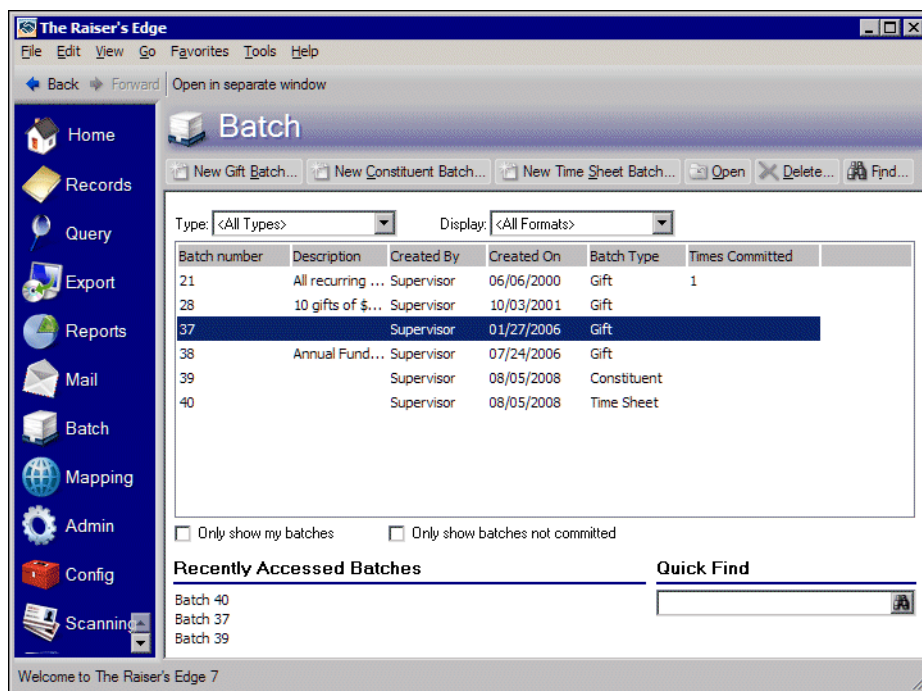 The Raiser's Edge
File Edit View Go Favorites Tools Help
Back Forward Open in separate window
Home
Records
Query
Export
Reports
Mail
Batch
Mapping
Admin
Config
Scanning
Batch
New Gift Batch... New Constituent Batch... New Time Sheet Batch... Open Delete... Find...
Type: <All Types> Display: <All Formats>
Batch number Description Created By Created On Batch Type Times Committed
21 All recurring ... Supervisor 06/06/2000 Gift 1
28 10 gifts of $... Supervisor 10/03/2001 Gift
37 Supervisor 01/27/2006 Gift
38 Annual Fund... Supervisor 07/24/2006 Gift
39 Supervisor 08/05/2008 Constituent
40 Supervisor 08/05/2008 Time Sheet
Only show my batches Only show batches not committed
Recently Accessed Batches Quick Find
Batch 40
Batch 37
Batch 39
Welcome to The Raiser's Edge 7